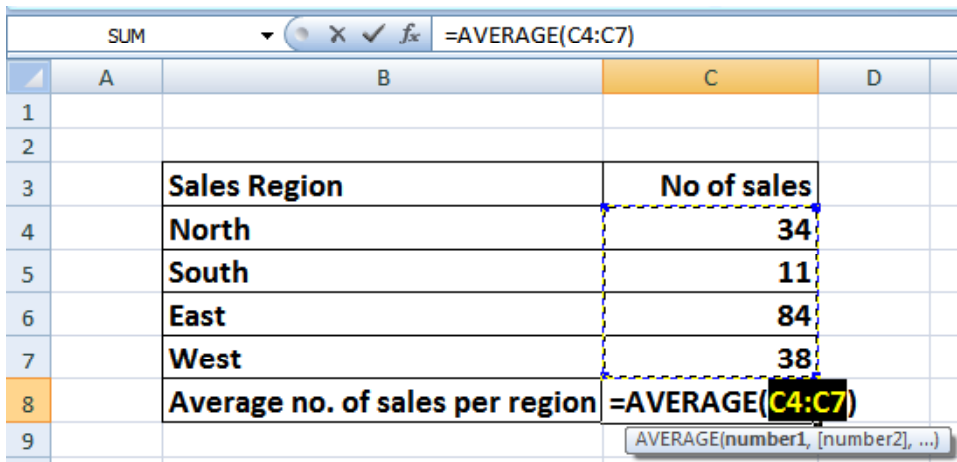 SUM fx =AVERAGE(C4:C7)
A B C D
1
2
3 Sales Region No of sales
4 North 34
5 South 11
6 East 84
7 West 38
8 Average no. of sales per region =AVERAGE(C4:C7)
9 AVERAGE(number1, [number2], ...)